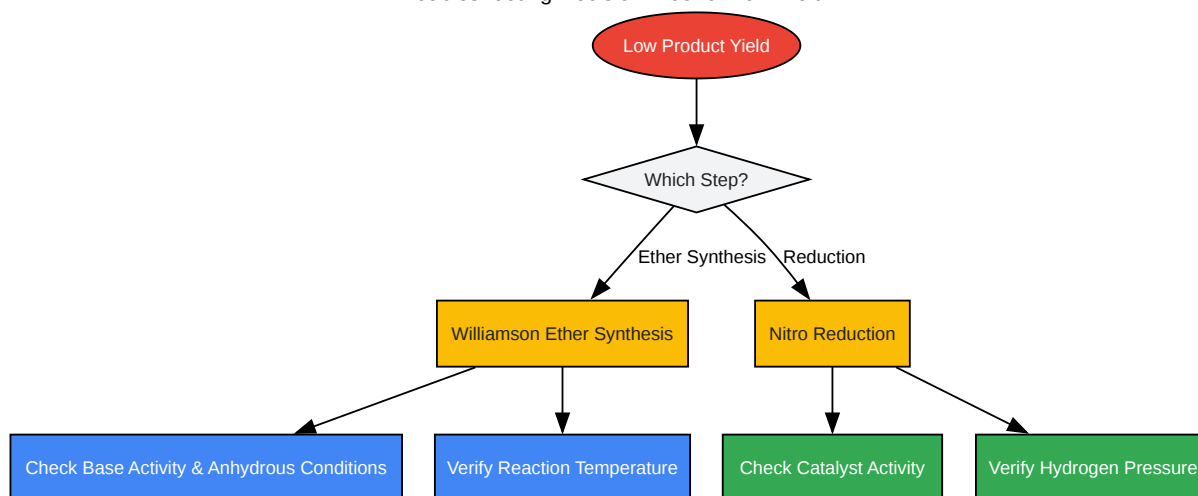 Low Product Yield
Which Step?
Ether Synthesis
Reduction
Williamson Ether Synthesis
Nitro Reduction
Check Base Activity & Anhydrous Conditions
Verify Reaction Temperature
Check Catalyst Activity
Verify Hydrogen Pressure